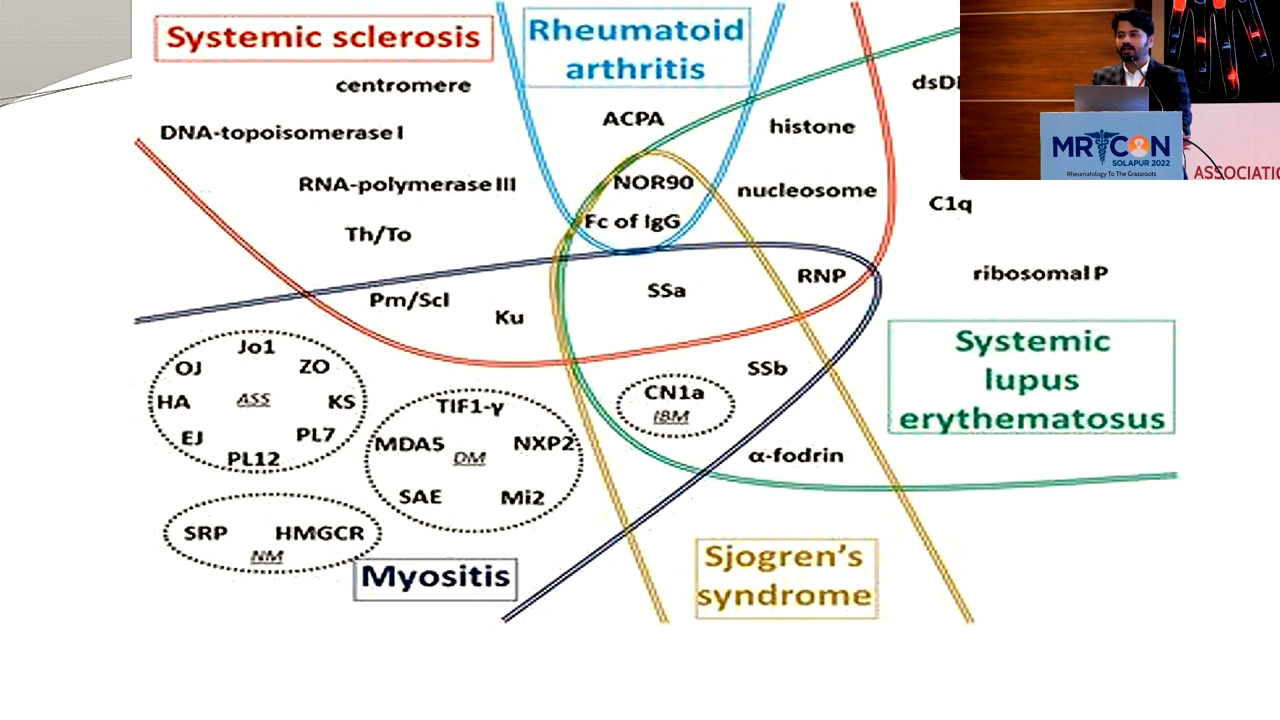 Systemic sclerosis
Rheumatoid
arthritis
centromere
ACPA
DNA-topoisomerase I
histone
RNA-polymerase III
NOR90
nucleosome
Fc of IgG
C1q
Th/To
ribosomal P
RNP
SSa
Pm/Scl
Ku
Systemic
lupus
erythematosus
Jo1
OJ
ZO
HA
ASS
KS
EJ
PL7
PL12
TIF1-γ
MDA5
NXP2
DM
SAE
Mi2
SSb
CN1a
IBM
α-fodrin
SRP
HMGCR
NM
Myositis
Sjogren’s
syndrome
MRCON
SOLAPUR 2022
Rheumatology To The Grassroots